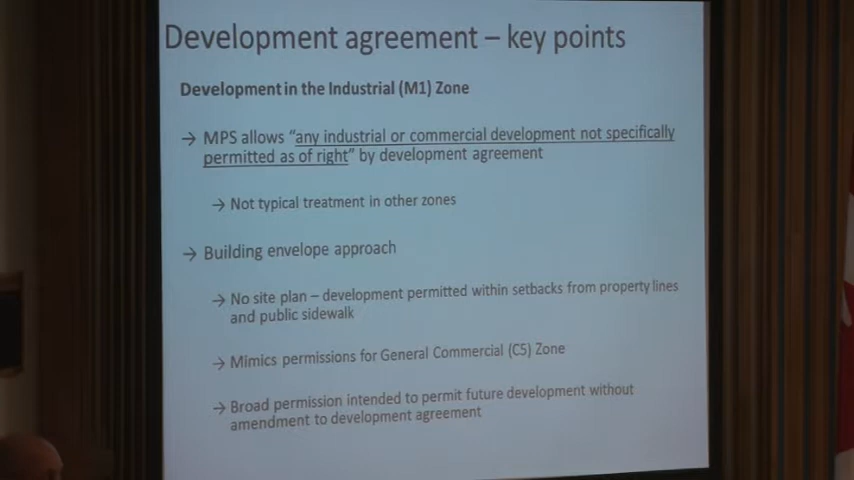 Development agreement – key points
Development in the Industrial (M1) Zone
→ MPS allows “any industrial or commercial development not specifically
permitted as of right” by development agreement
→ Not typical treatment in other zones
→ Building envelope approach
→ No site plan – development permitted within setbacks from property lines
and public sidewalk
→ Mimics permissions for General Commercial (C5) Zone
→ Broad permission intended to permit future development without
amendment to development agreement